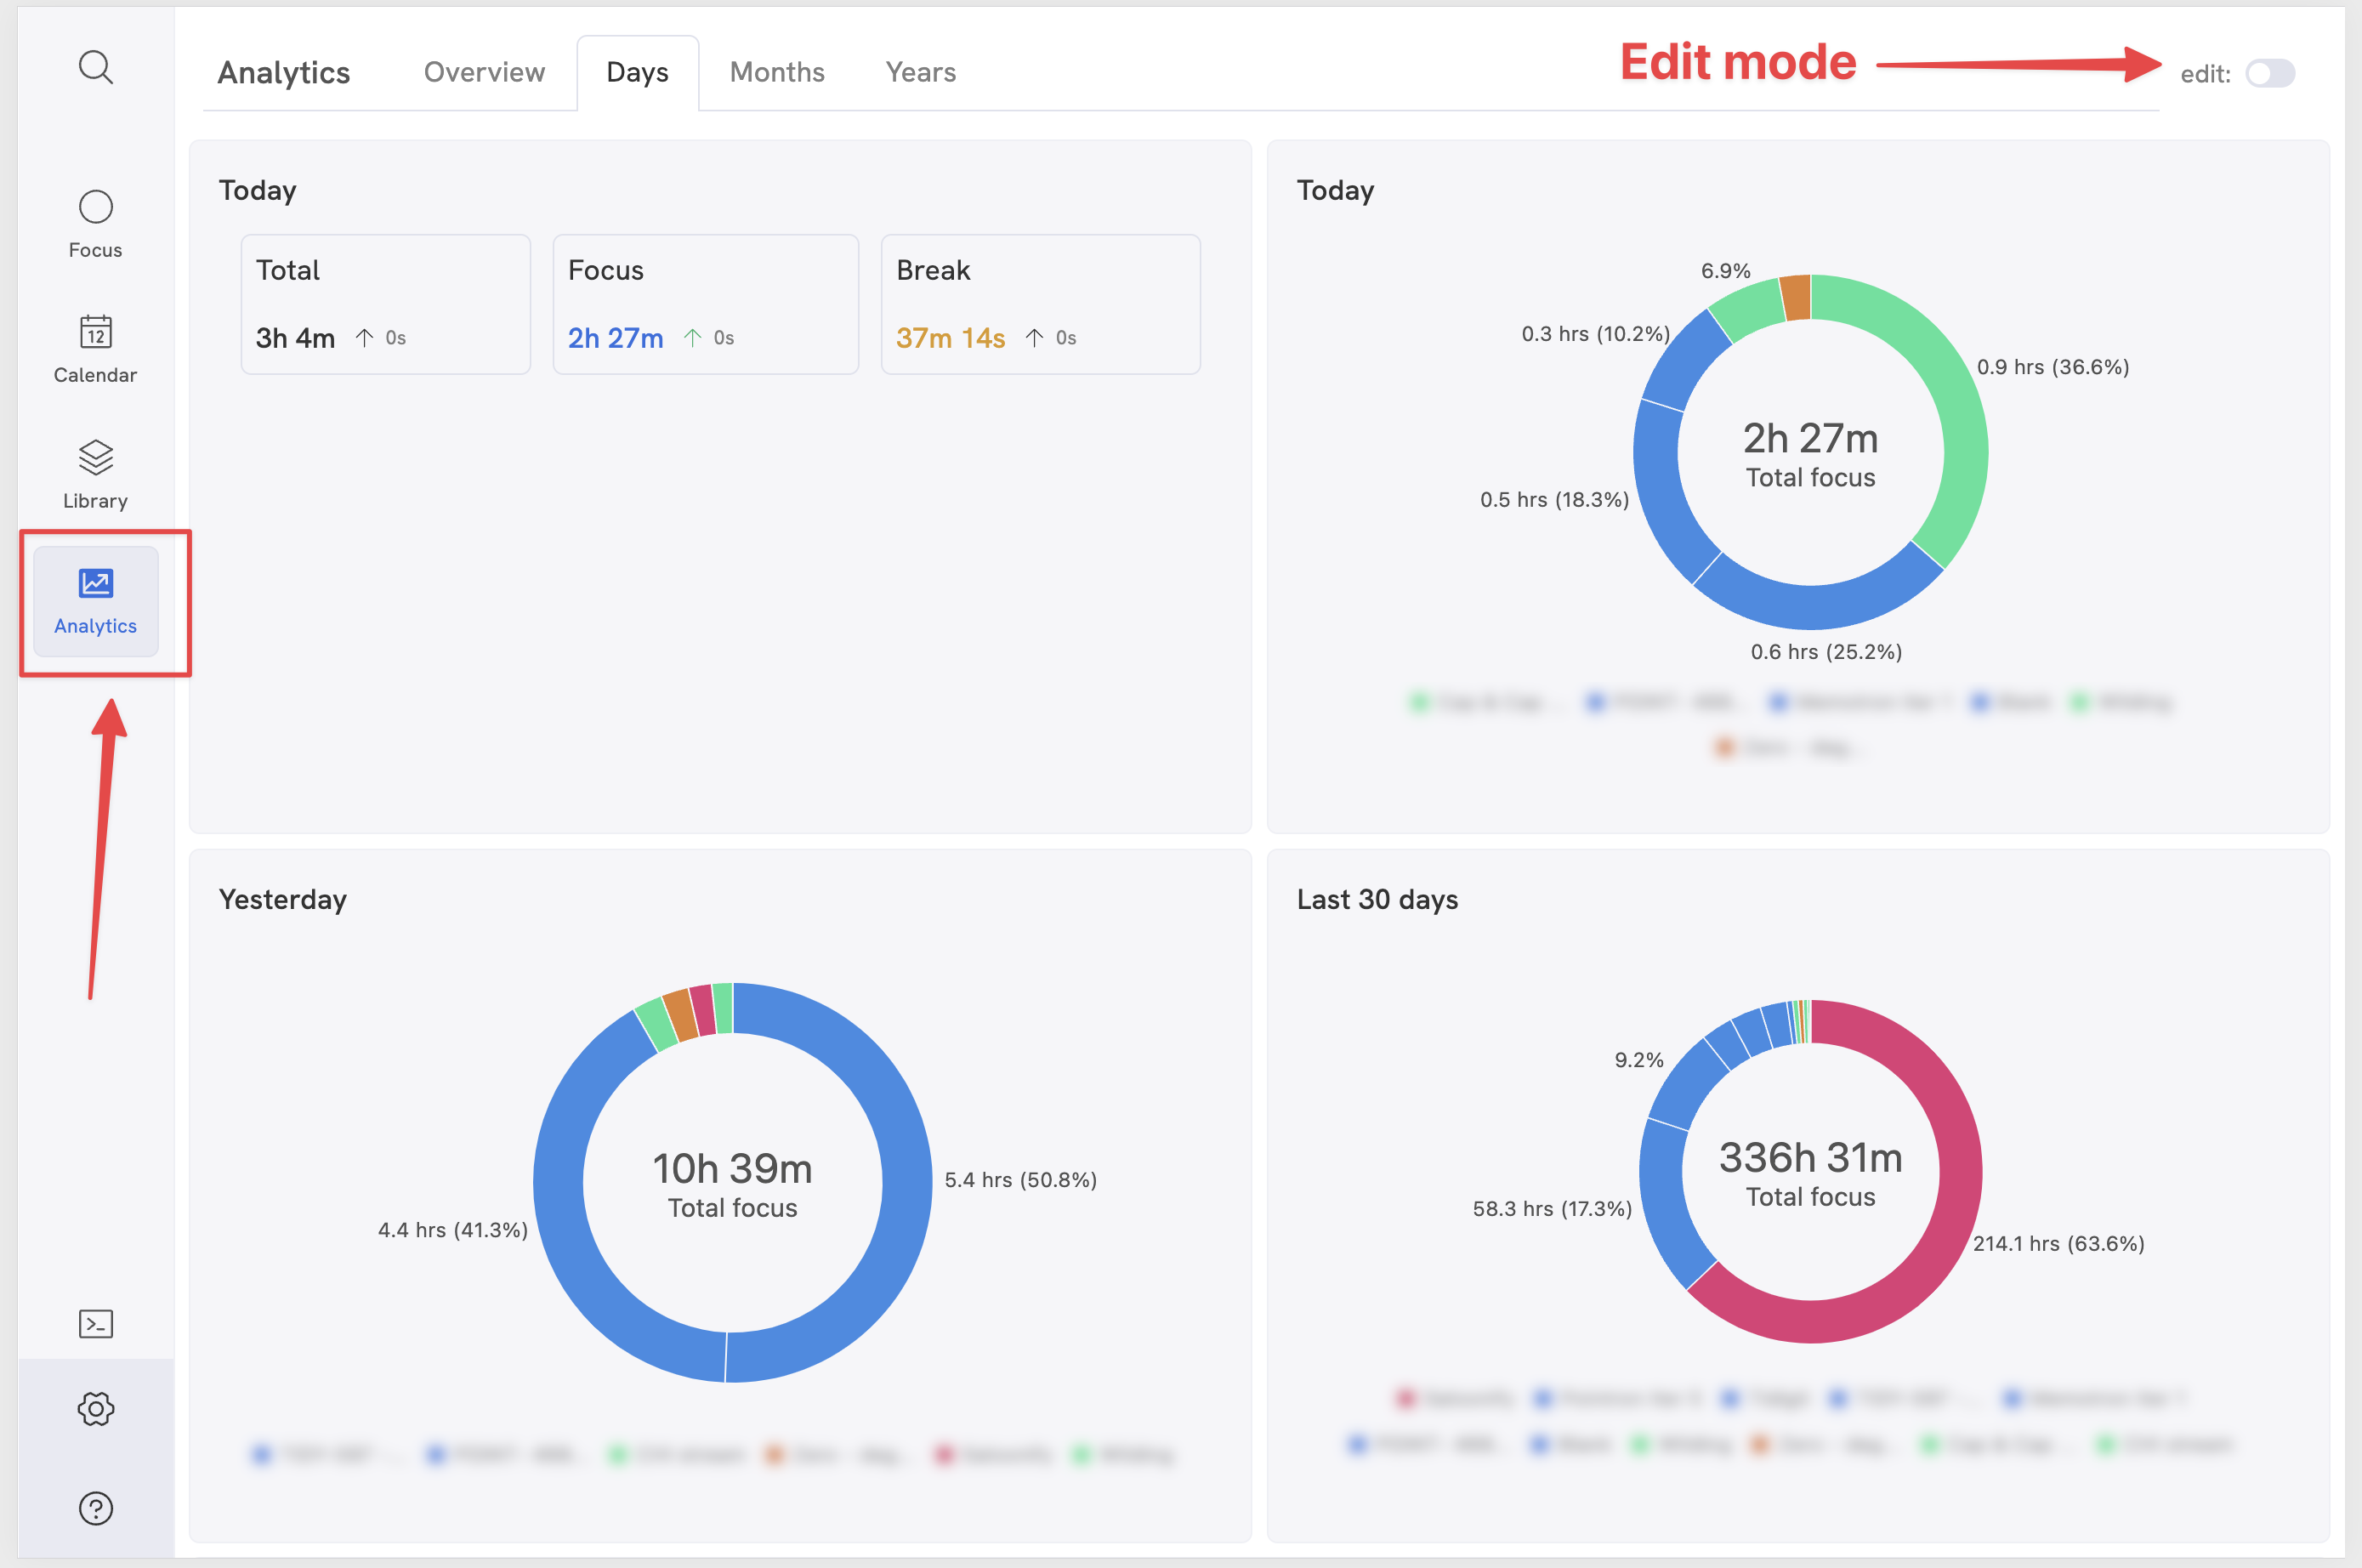 Analytics Overview Days Months Years Edit mode edit:
Focus
12
Calendar
Library
Analytics
Today
Total
3h 4m ↑ 0s
Focus
2h 27m ↑ 0s
Break
37m 14s ↑ 0s
Today
6.9%
0.3 hrs (10.2%)
0.9 hrs (36.6%)
2h 27m
Total focus
0.5 hrs (18.3%)
0.6 hrs (25.2%)
Yesterday
10h 39m
Total focus
5.4 hrs (50.8%)
4.4 hrs (41.3%)
Last 30 days
9.2%
336h 31m
Total focus
58.3 hrs (17.3%)
214.1 hrs (63.6%)